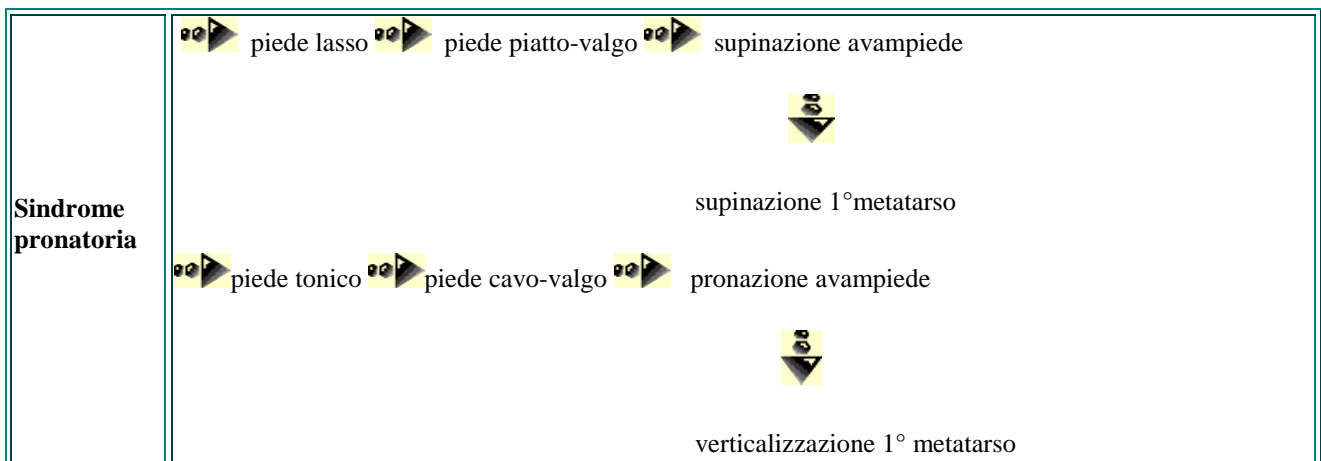 piede lasso piede piatto-valgo supinazione avampiede
supinazione 1°metatarso
Sindrome
pronatoria
piede tonico piede cavo-valgo pronazione avampiede
verticalizzazione 1° metatarso